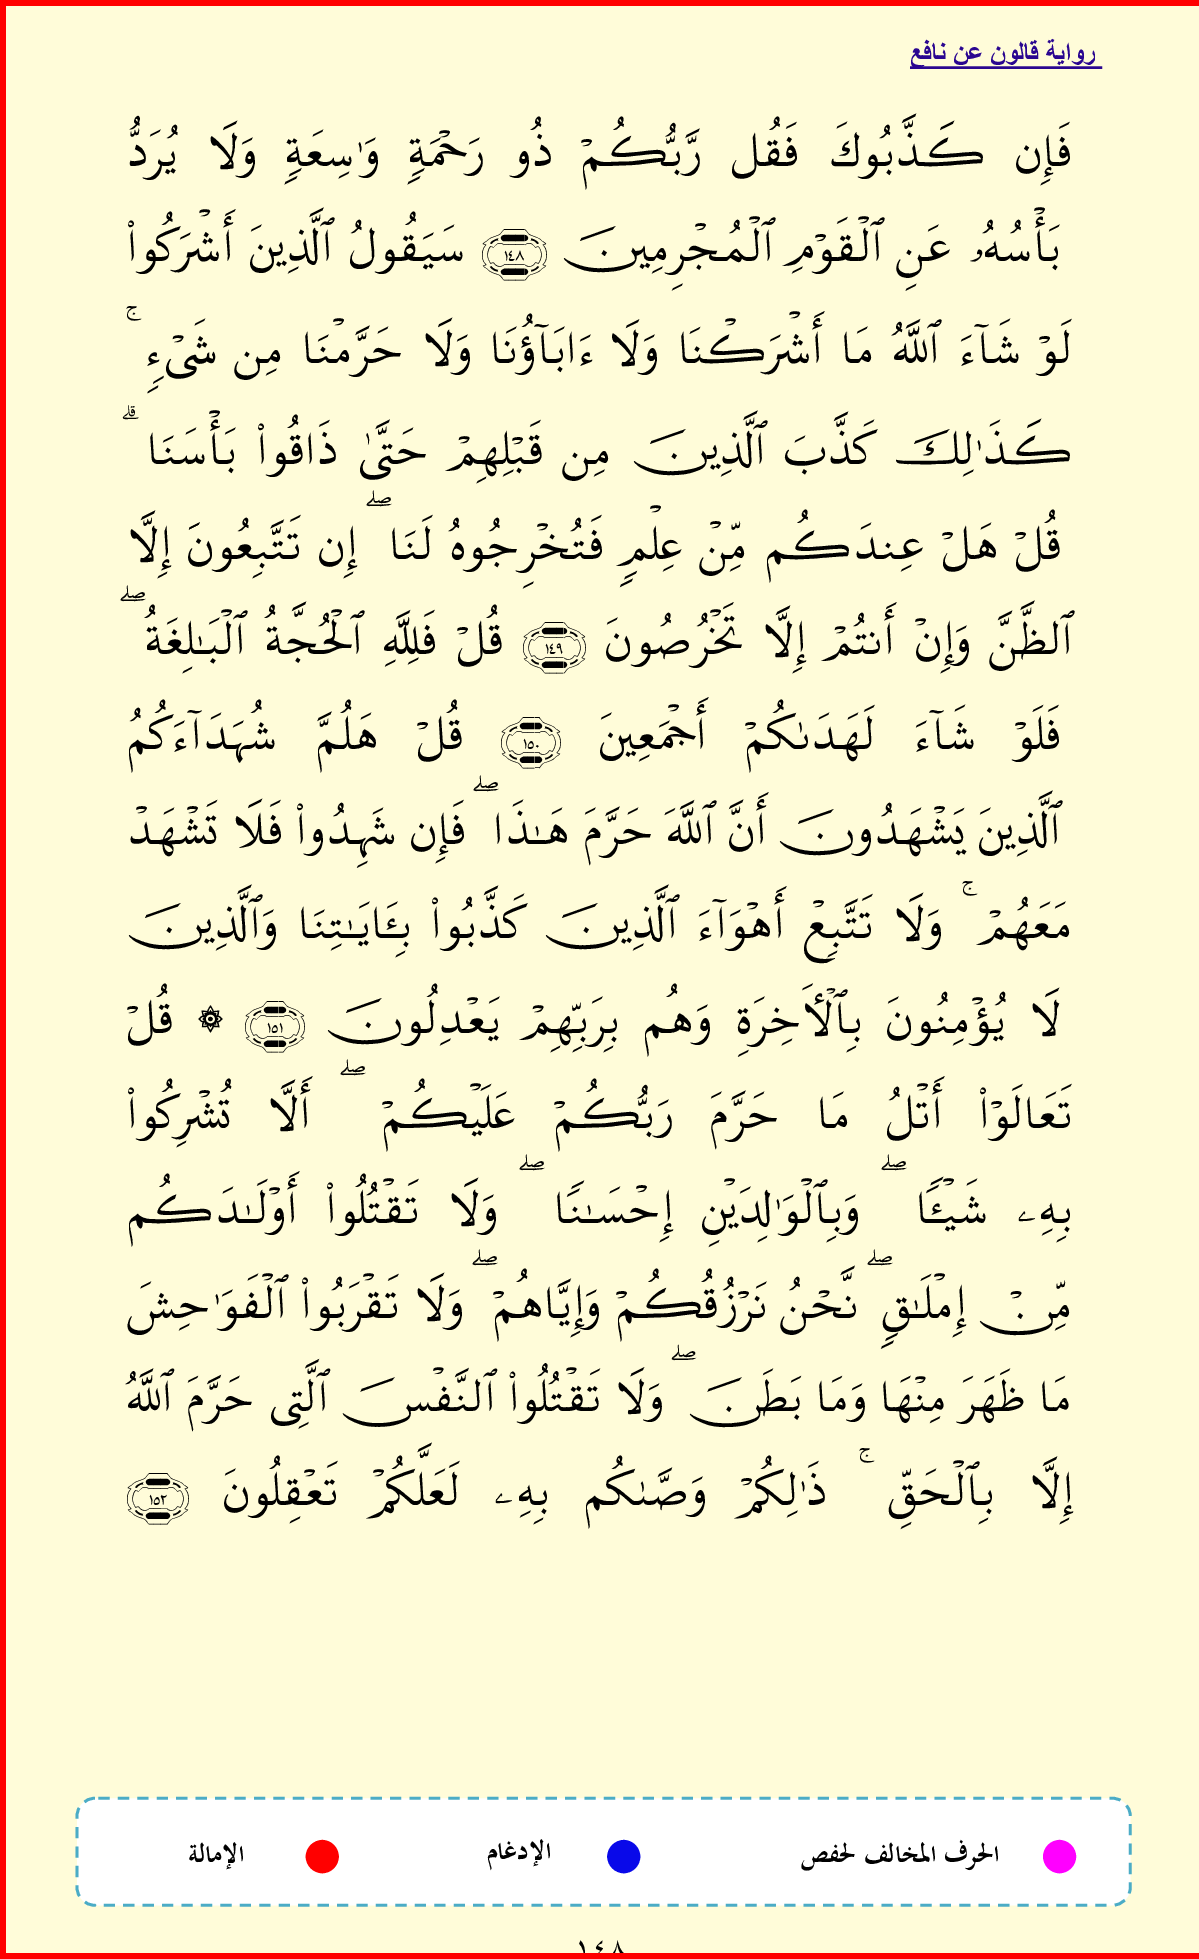 رواية قالون عن نافع
فَإِن كَذَّبُوكَ فَقُل رَّبُّكُمْ ذُو رَحْمَةٍ وَٰسِعَةٍ وَلَا يُرَدُّ
بَأْسُهُۥ عَنِ ٱلْقَوْمِ ٱلْمُجْرِمِينَ ١٤٨ سَيَقُولُ ٱلَّذِينَ أَشْرَكُوا۟
لَوْ شَآءَ ٱللَّهُ مَا أَشْرَكْنَا وَلَا ءَابَآؤُنَا وَلَا حَرَّمْنَا مِن شَىْءٍ ۚ
كَذَٰلِكَ كَذَّبَ ٱلَّذِينَ مِن قَبْلِهِمْ حَتَّىٰ ذَاقُوا۟ بَأْسَنَا ۗ
قُلْ هَلْ عِندَكُم مِّنْ عِلْمٍ فَتُخْرِجُوهُ لَنَا ۖ إِن تَتَّبِعُونَ إِلَّا
ٱلظَّنَّ وَإِنْ أَنتُمْ إِلَّا تَخْرُصُونَ ١٤٩ قُلْ فَلِلَّهِ ٱلْحُجَّةُ ٱلْبَـٰلِغَةُ ۖ
فَلَوْ شَآءَ لَهَدَىٰكُمْ أَجْمَعِينَ ١٥٠ قُلْ هَلُمَّ شُهَدَآءَكُمُ
ٱلَّذِينَ يَشْهَدُونَ أَنَّ ٱللَّهَ حَرَّمَ هَـٰذَا ۖ فَإِن شَهِدُوا۟ فَلَا تَشْهَدْ
مَعَهُمْ ۚ وَلَا تَتَّبِعْ أَهْوَآءَ ٱلَّذِينَ كَذَّبُوا۟ بِـَٔايَـٰتِنَا وَٱلَّذِينَ
لَا يُؤْمِنُونَ بِٱلْأَخِرَةِ وَهُم بِرَبِّهِمْ يَعْدِلُونَ ١٥١ ۞ قُلْ
تَعَالَوْا۟ أَتْلُ مَا حَرَّمَ رَبُّكُمْ عَلَيْكُمْ ۖ أَلَّا تُشْرِكُوا۟
بِهِۦ شَيْـًٔا ۖ وَبِٱلْوَٰلِدَيْنِ إِحْسَـٰنًا ۖ وَلَا تَقْتُلُوا۟ أَوْلَـٰدَكُم
مِّنْ إِمْلَـٰقٍ ۖ نَّحْنُ نَرْزُقُكُمْ وَإِيَّاهُمْ ۖ وَلَا تَقْرَبُوا۟ ٱلْفَوَٰحِشَ
مَا ظَهَرَ مِنْهَا وَمَا بَطَنَ ۖ وَلَا تَقْتُلُوا۟ ٱلنَّفْسَ ٱلَّتِى حَرَّمَ ٱللَّهُ
إِلَّا بِٱلْحَقِّ ۚ ذَٰلِكُمْ وَصَّىٰكُم بِهِۦ لَعَلَّكُمْ تَعْقِلُونَ ١٥٢
الحرف المخالف لحفص الإدغام الإمالة
١٤٨